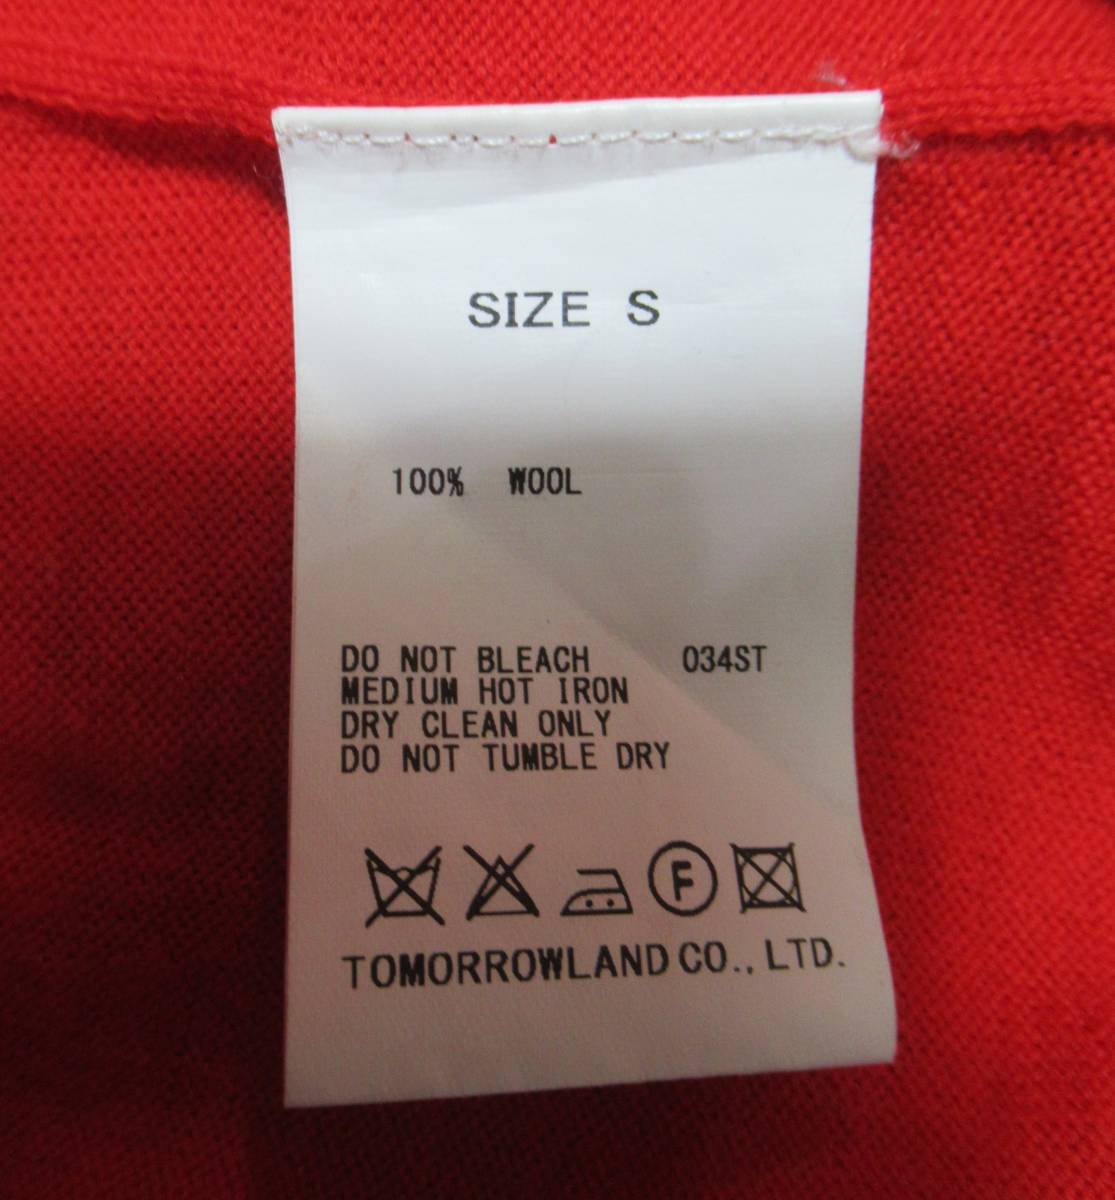 SIZE S
100% WOOL
DO NOT BLEACH 034ST
MEDIUM HOT IRON
DRY CLEAN ONLY
DO NOT TUMBLE DRY
F
TOMORROWLAND CO., LTD.